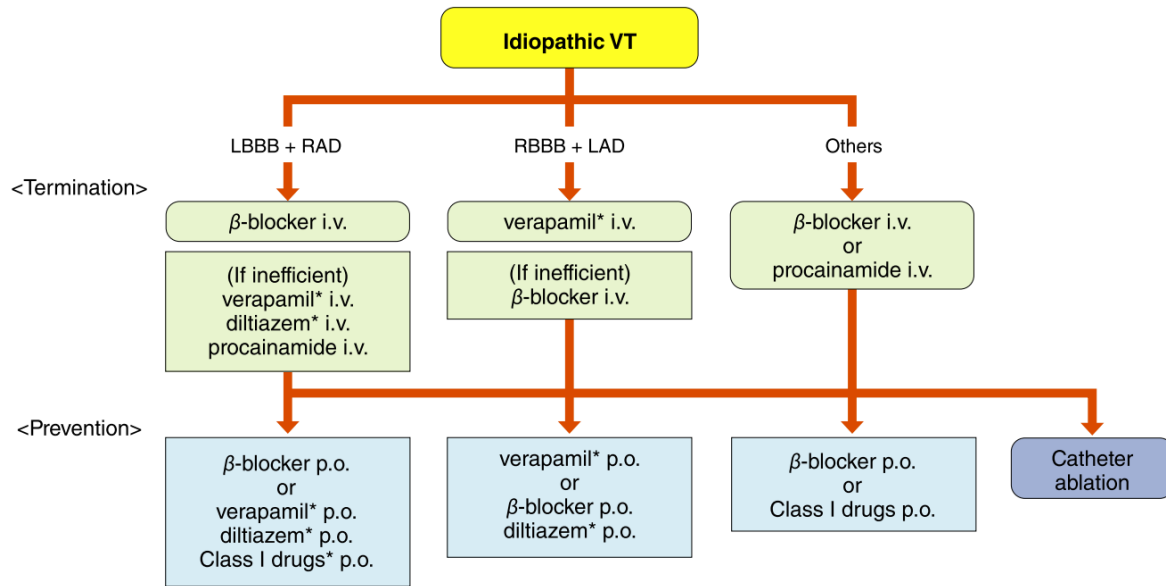 Idiopathic VT
LBBB + RAD
RBBB + LAD
Others
<Termination>
β-blocker i.v.
(If inefficient)
verapamil* i.v.
diltiazem* i.v.
procainamide i.v.
verapamil* i.v.
(If inefficient)
β-blocker i.v.
β-blocker i.v.
or
procainamide i.v.
<Prevention>
β-blocker p.o.
or
verapamil* p.o.
diltiazem* p.o.
Class I drugs* p.o.
verapamil* p.o.
or
β-blocker p.o.
diltiazem* p.o.
β-blocker p.o.
or
Class I drugs p.o.
Catheter
ablation